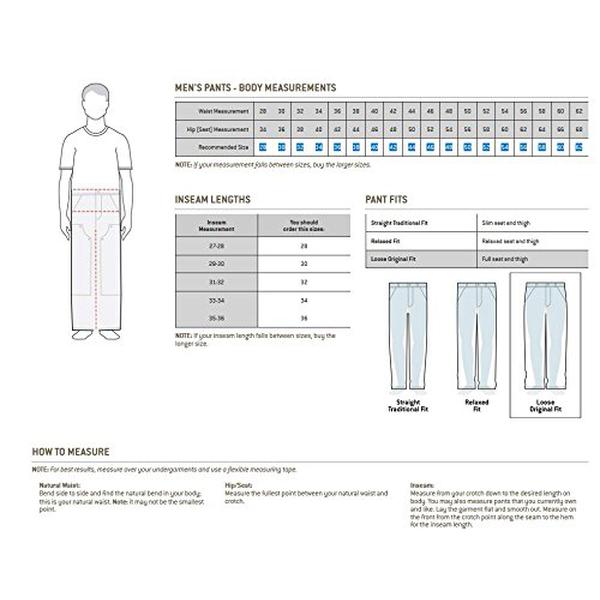 MEN'S PANTS - BODY MEASUREMENTS
Waist Measurement 28 30 32 34 36 38 40 42 44 46 48 50 52 54 56 58 60 62
Hip [Seat] Measurement 34 36 38 40 42 44 46 48 50 52 54 56 58 60 62 64 66 68
Recommended Size 28 30 32 34 36 38 40 42 44 46 48 50 52 54 56 58 60 62
NOTE: If your measurement falls between sizes, buy the larger sizes.
INSEAM LENGTHS
Inseam Measurement You should order this sizes:
27-28 28
29-30 30
31-32 32
33-34 34
35-36 36
NOTE: If your inseam length falls between sizes, buy the
longer size.
PANT FITS
Straight Traditional Fit Slim seat and thigh
Relaxed Fit Relaxed seat and thigh
Loose Original Fit Full seat and thigh
Straight Traditional Fit
Relaxed Fit
Loose Original Fit
HOW TO MEASURE
NOTE: For best results, measure over your undergarments and use a flexible measuring tape.
Natural Waist:
Bend side to side and find the natural bend in your body;
this is your natural waist. Note: it may not be the smallest
point.
Hip/Seat:
Measure the fullest point between your natural waist and
crotch.
Inseam:
Measure from your crotch down to the desired length on
body. You may also measure pants that you currently own
and like. Lay the garment flat and smooth out. Measure on
the front from the crotch point along the seam to the hem
for the inseam length.